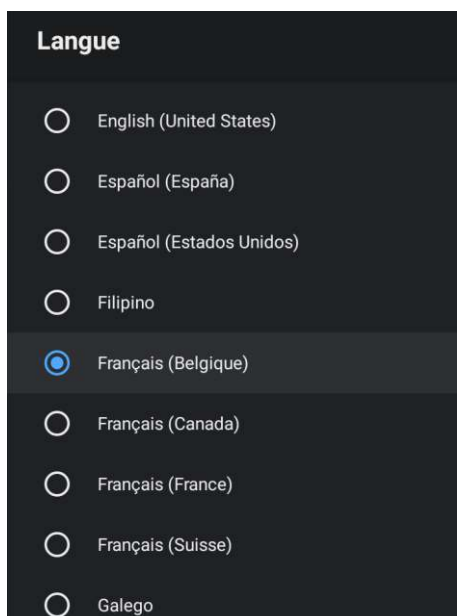 Langue
English (United States)
Español (España)
Español (Estados Unidos)
Filipino
Français (Belgique)
Français (Canada)
Français (France)
Français (Suisse)
Galego